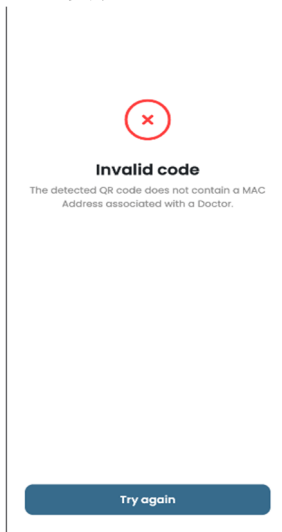 Invalid code
The detected QR code does not contain a MAC
Address associated with a Doctor.
Try again